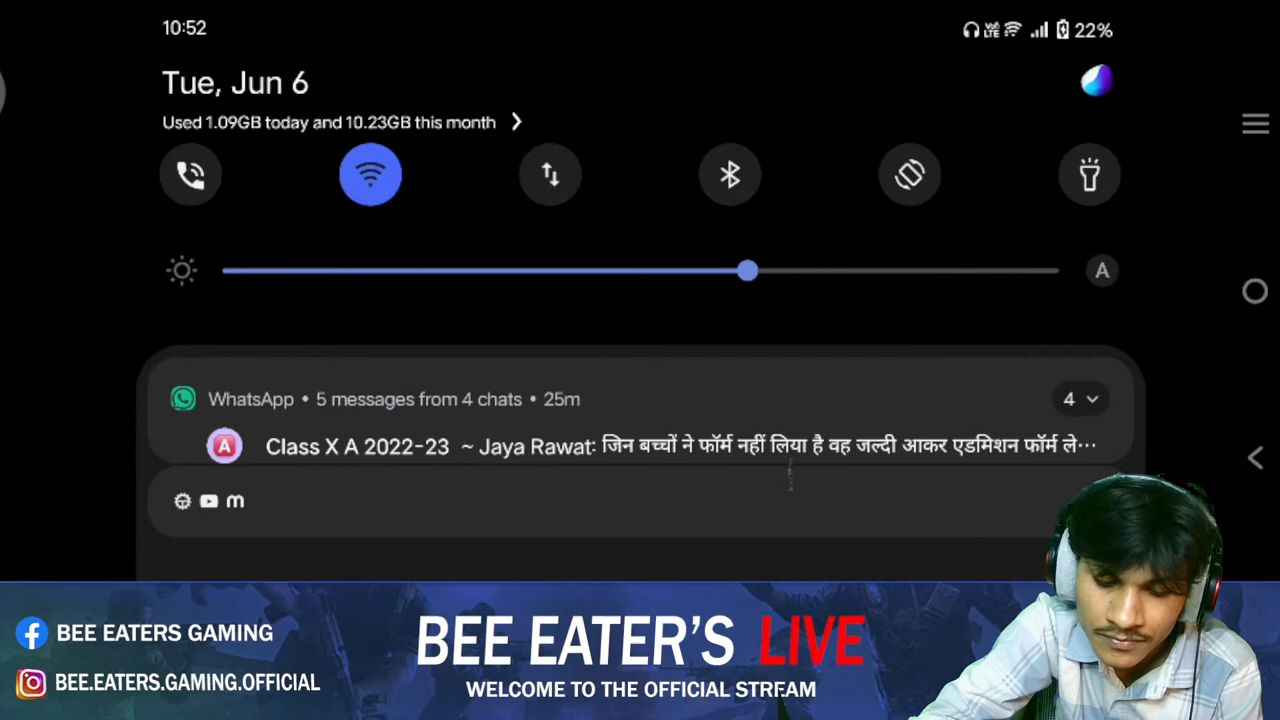 10:52
22%
Tue, Jun 6
Used 1.09GB today and 10.23GB this month
A
WhatsApp • 5 messages from 4 chats • 25m
4
A
Class X A 2022-23 ~ Jaya Rawat: जिन बच्चों ने फॉर्म नहीं लिया है वह जल्दी आकर एडमिशन फॉर्म ले…
m
BEE EATERS GAMING
BEE EATER'S LIVE
BEE.EATERS.GAMING.OFFICIAL
WELCOME TO THE OFFICIAL STREAM